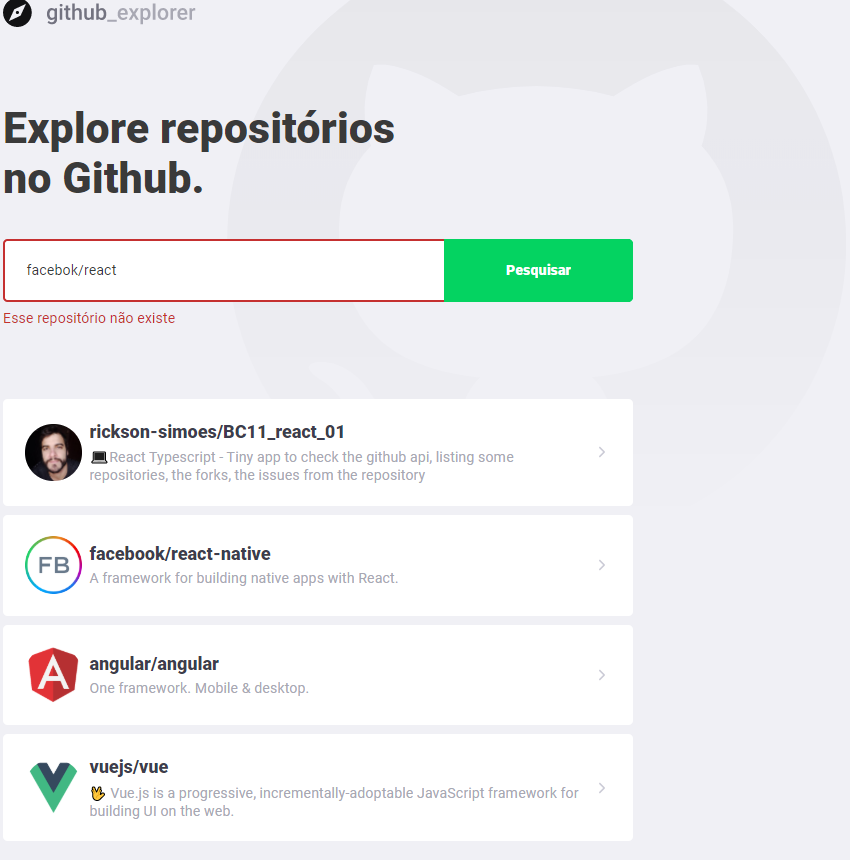 github_explorer
Explore repositórios
no Github.
facebok/react
Pesquisar
Esse repositório não existe
rickson-simoes/BC11_react_01
💻React Typescript - Tiny app to check the github api, listing some
repositories, the forks, the issues from the repository
FB
facebook/react-native
A framework for building native apps with React.
A
angular/angular
One framework. Mobile & desktop.
vuejs/vue
🖖 Vue.js is a progressive, incrementally-adoptable JavaScript framework for
building UI on the web.